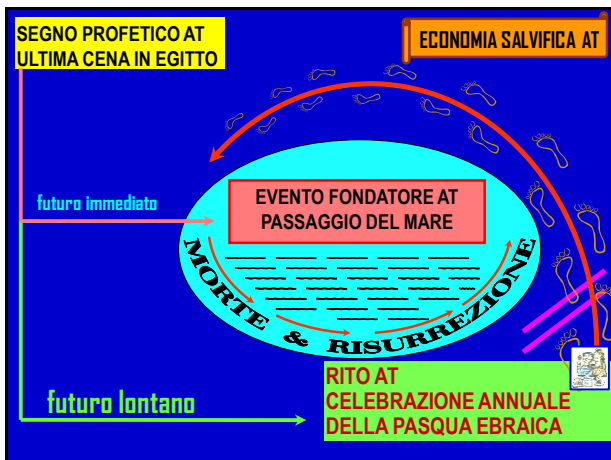 SEGNO PROFETICO AT
ULTIMA CENA IN EGITTO
ECONOMIA SALVIFICA AT
futuro immediato
EVENTO FONDATORE AT
PASSAGGIO DEL MARE
MORTE & RISURREZIONE
RITO AT
CELEBRAZIONE ANNUALE
DELLA PASQUA EBRAICA
futuro lontano